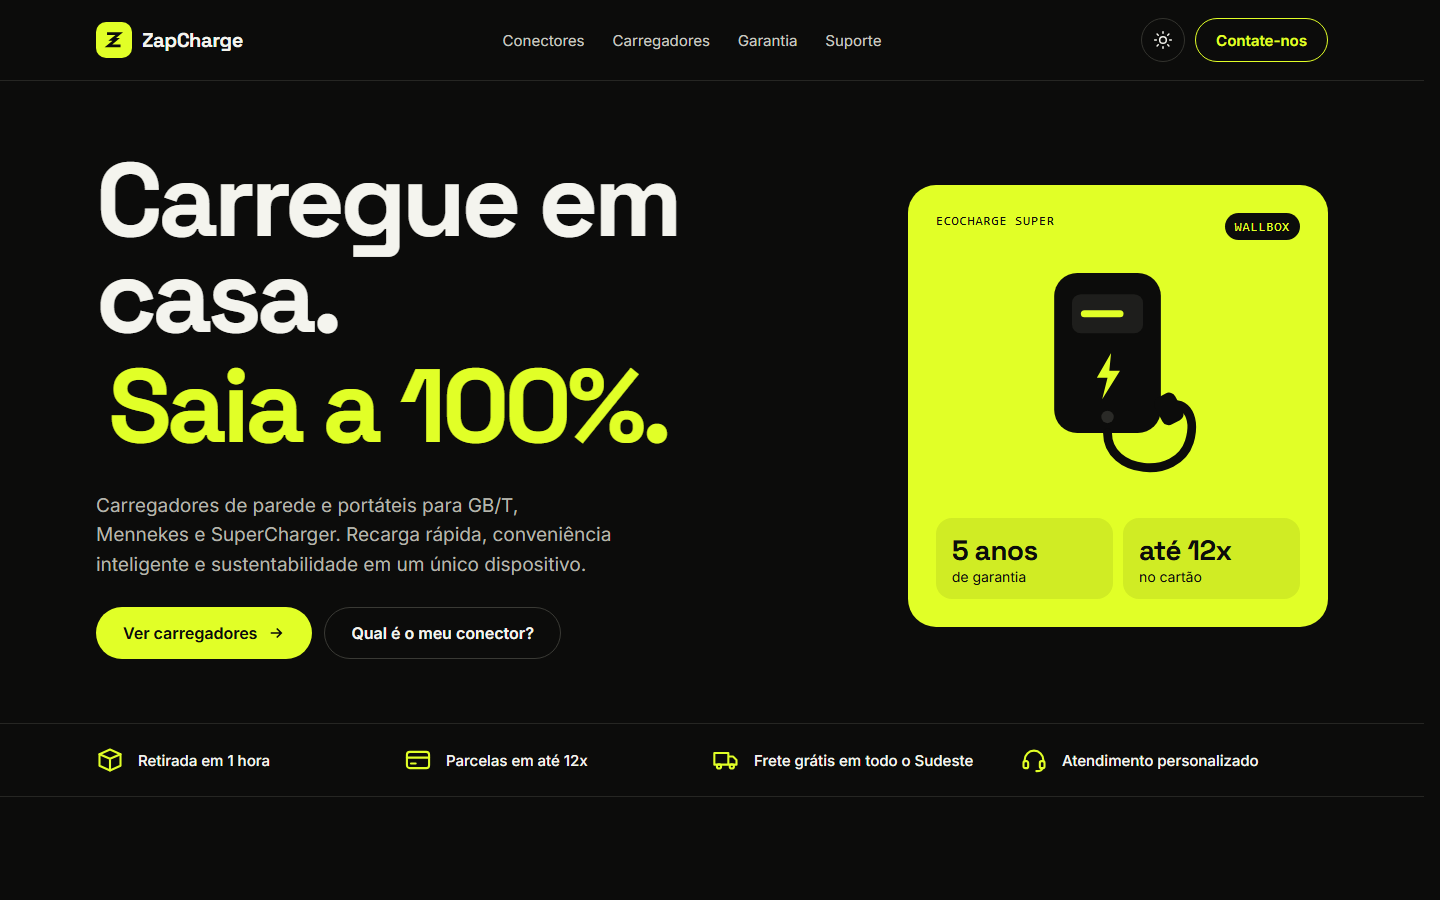 ZapCharge
Conectores
Carregadores
Garantia
Suporte
Contate-nos
Carregue em
casa.
Saia a 100%.
Carregadores de parede e portáteis para GB/T,
Mennekes e SuperCharger. Recarga rápida, conveniência
inteligente e sustentabilidade em um único dispositivo.
Ver carregadores →
Qual é o meu conector?
ECOCHARGE SUPER
WALLBOX
5 anos
de garantia
até 12x
no cartão
Retirada em 1 hora
Parcelas em até 12x
Frete grátis em todo o Sudeste
Atendimento personalizado